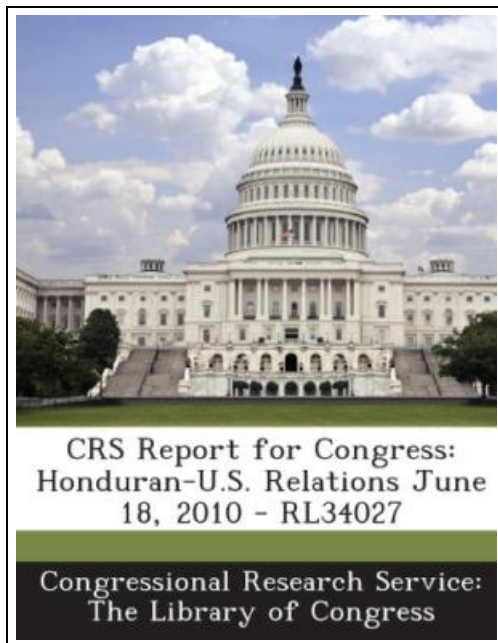 CRS Report for Congress:
Honduran-U.S. Relations June
18, 2010 - RL34027
Congressional Research Service:
The Library of Congress